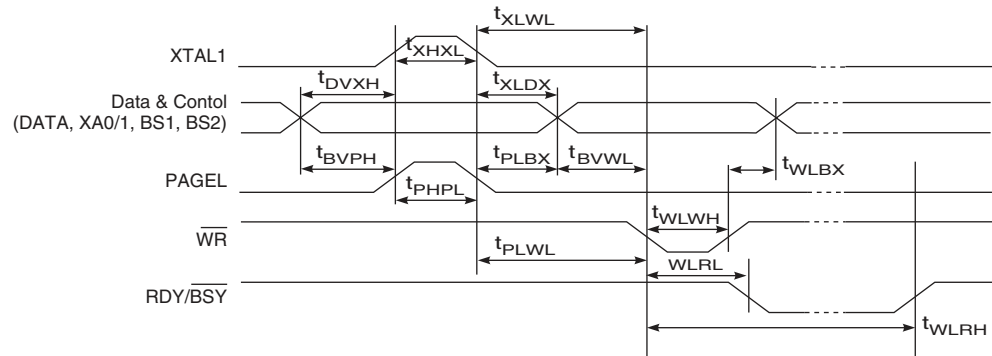 tXLWL
XTAL1
tXHXL
tDVXH
tXLDX
Data & Contol
(DATA, XA0/1, BS1, BS2)
tBVPH
tPLBX
tBVWL
tWLBX
PAGEL
tPHPL
tWLWH
WR
tPLWL
WLRL
RDY/BSY
tWLRH